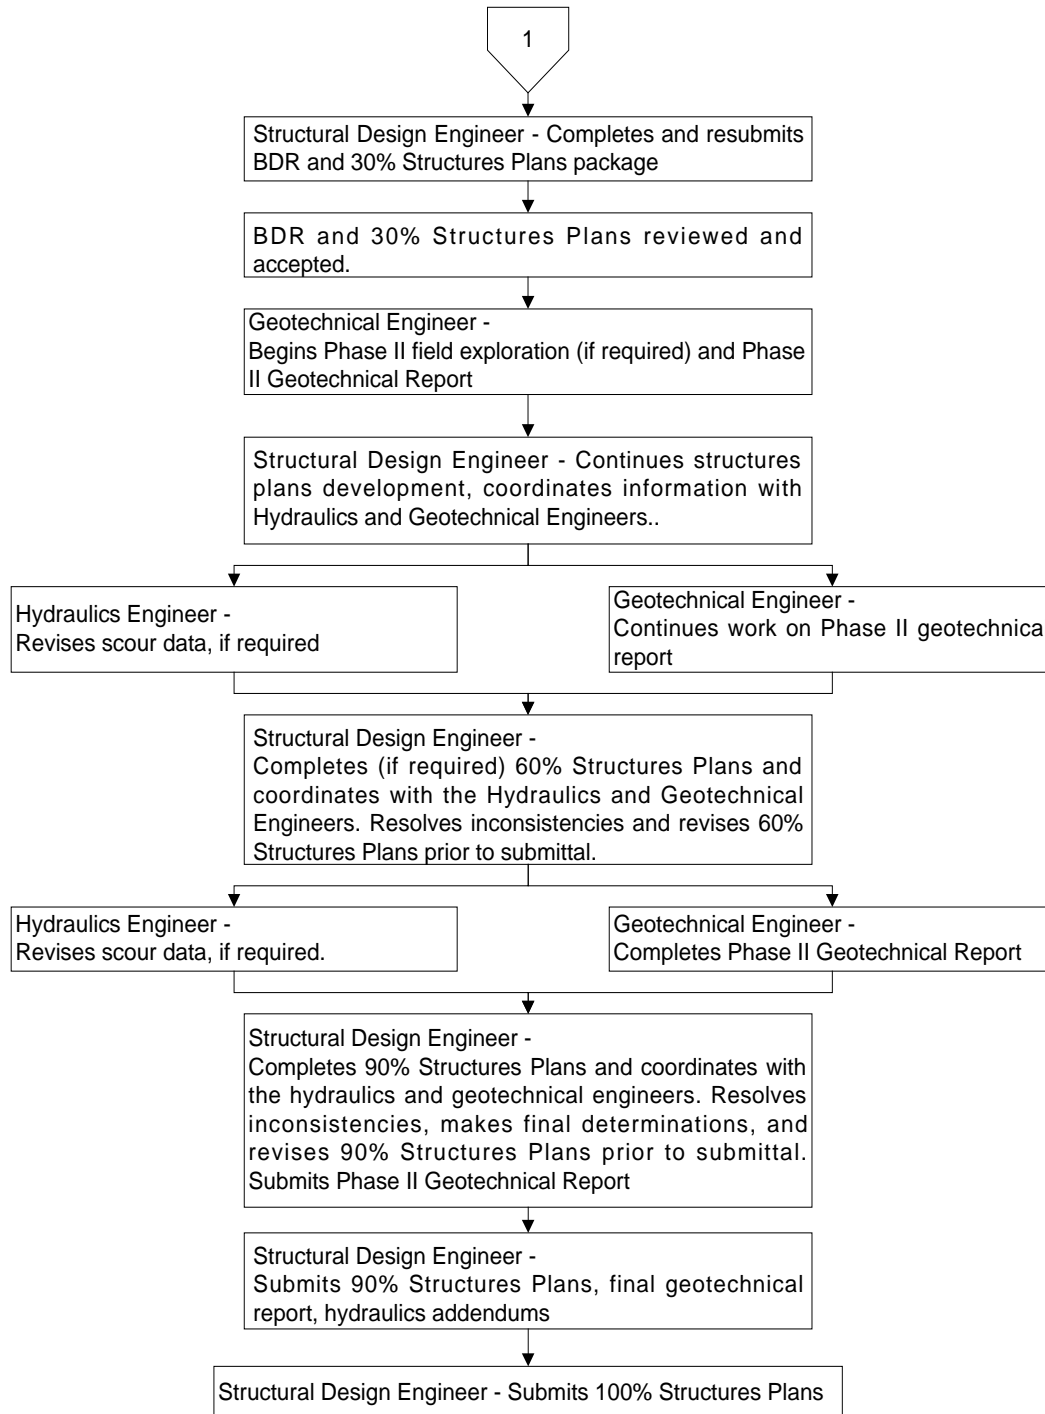 1
Structural Design Engineer - Completes and resubmits
BDR and 30% Structures Plans package
BDR and 30% Structures Plans reviewed and
accepted.
Geotechnical Engineer -
Begins Phase II field exploration (if required) and Phase
II Geotechnical Report
Structural Design Engineer - Continues structures
plans development, coordinates information with
Hydraulics and Geotechnical Engineers..
Hydraulics Engineer -
Revises scour data, if required
Geotechnical Engineer -
Continues work on Phase II geotechnical
report
Structural Design Engineer -
Completes (if required) 60% Structures Plans and
coordinates with the Hydraulics and Geotechnical
Engineers. Resolves inconsistencies and revises 60%
Structures Plans prior to submittal.
Hydraulics Engineer -
Revises scour data, if required.
Geotechnical Engineer -
Completes Phase II Geotechnical Report
Structural Design Engineer -
Completes 90% Structures Plans and coordinates with
the hydraulics and geotechnical engineers. Resolves
inconsistencies, makes final determinations, and
revises 90% Structures Plans prior to submittal.
Submits Phase II Geotechnical Report
Structural Design Engineer -
Submits 90% Structures Plans, final geotechnical
report, hydraulics addendums
Structural Design Engineer - Submits 100% Structures Plans